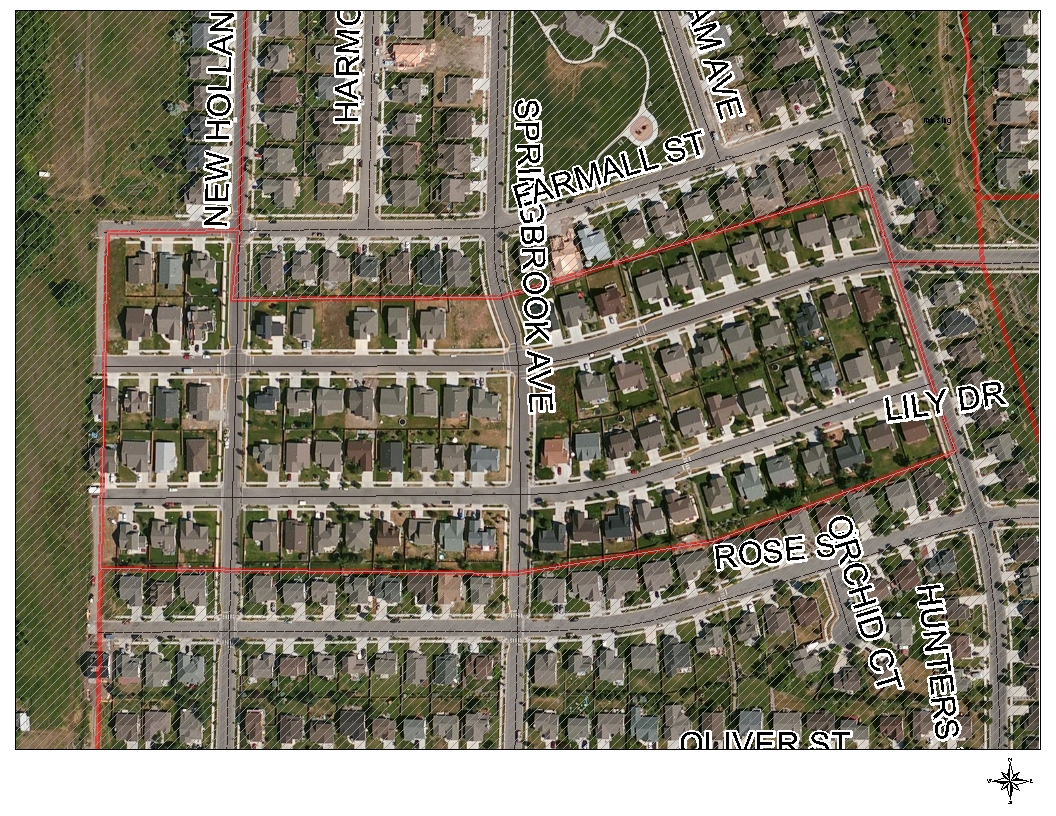 NEW HOLLAN
HARMO
AM AVE
SPRINGBROOK AVE
FARMALL ST
LILY DR
ROSE S
ORCHID CT
HUNTERS
OLIVER ST